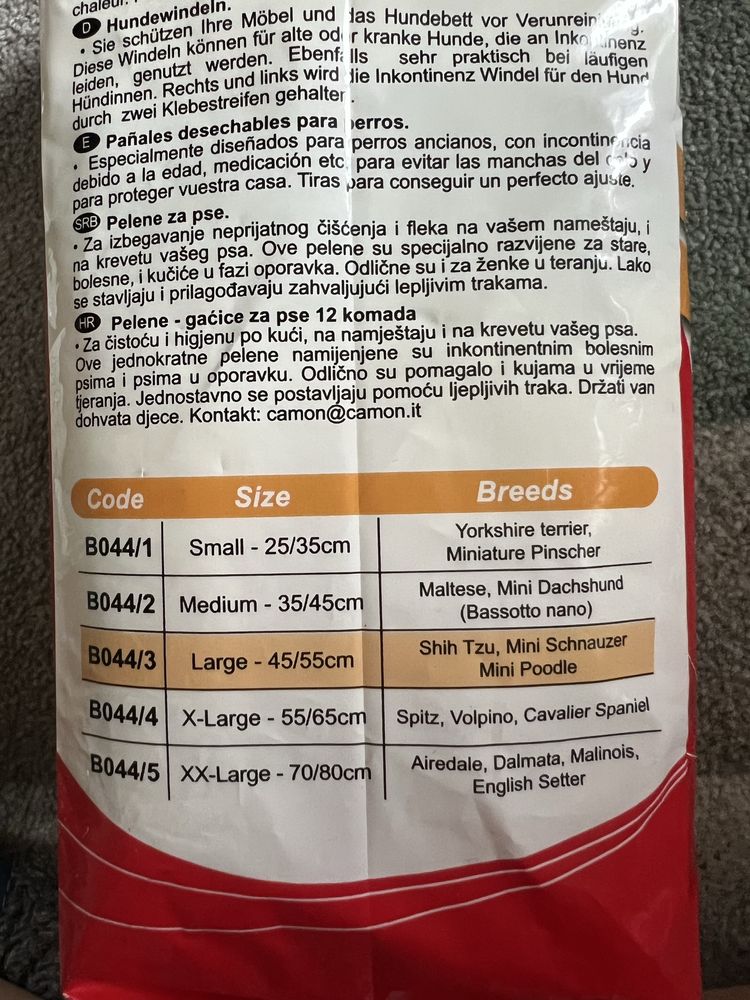 chaleur.
D Hundewindeln.
• Sie schützen Ihre Möbel und das Hundebett vor
Diese Windeln können für alte oder kranke Hunde, die an Inkontinenz
leiden, genutzt werden. Ebenfalls sehr praktisch bei läufigen
Hündinnen. Rechts und links wird die Inkontinenz Windel für den Hund
durch zwei Klebestreifen gehalten.
E Pañales desechables para perros.
• Especialmente diseñados para perros ancianos, con incontinencia
debido a la edad, medicación etc. para evitar las manchas del celo y
para proteger vuestra casa. Tiras para conseguir un perfecto ajuste.
SRB Pelene za pse.
• Za izbegavanje neprijatnog čišćenja i fleka na vašem nameštaju, i
na krevetu vašeg psa. Ove pelene su specijalno razvijene za stare,
bolesne, i kučiće u fazi oporavka. Odlične su i za ženke u teranju. Lako
se stavljaju i prilagođavaju zahvaljujući lepljivim trakama.
HR Pelene - gaćice za pse 12 komada
• Za čistoću i higjenu po kući, na namještaju i na krevetu vašeg psa.
Ove jednokratne pelene namijenjene su inkontinentnim bolesnim
psima i psima u oporavku. Odlično su pomagalo i kujama u vrijeme
tjeranja. Jednostavno se postavljaju pomoću ljepljivih traka. Držati van
dohvata djece. Kontakt: camon@camon.it
Code Size Breeds
B044/1 Small - 25/35cm Yorkshire terrier,
Miniature Pinscher
B044/2 Medium - 35/45cm Maltese, Mini Dachshund
(Bassotto nano)
B044/3 Large - 45/55cm Shih Tzu, Mini Schnauzer
Mini Poodle
B044/4 X-Large - 55/65cm Spitz, Volpino, Cavalier Spaniel
B044/5 XX-Large - 70/80cm Airedale, Dalmata, Malinois,
English Setter